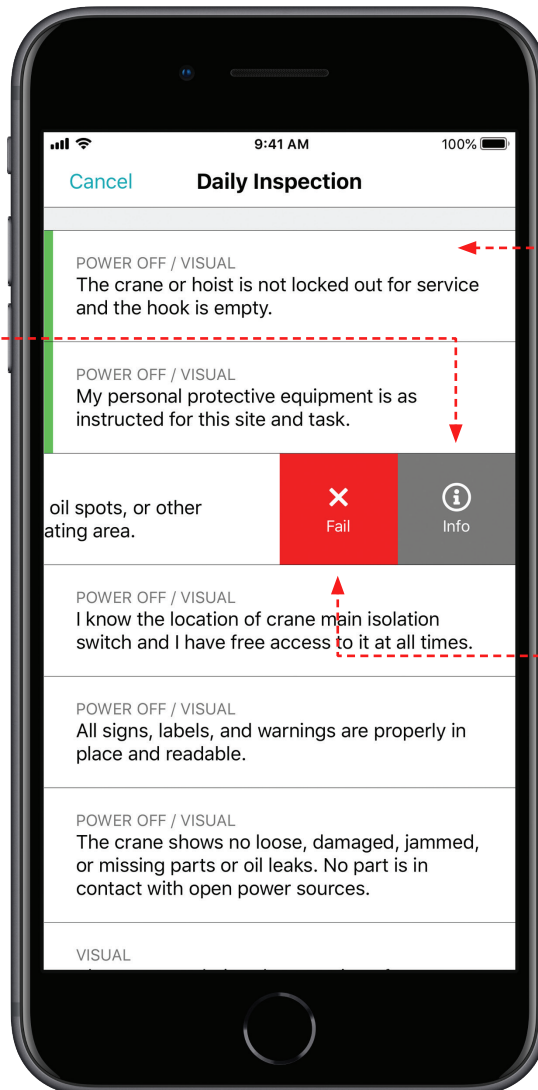 9:41 AM
100%
Cancel
Daily Inspection
POWER OFF / VISUAL
The crane or hoist is not locked out for service
and the hook is empty.
POWER OFF / VISUAL
My personal protective equipment is as
instructed for this site and task.
oil spots, or other
ating area.
Fail
Info
POWER OFF / VISUAL
I know the location of crane main isolation
switch and I have free access to it at all times.
POWER OFF / VISUAL
All signs, labels, and warnings are properly in
place and readable.
POWER OFF / VISUAL
The crane shows no loose, damaged, jammed,
or missing parts or oil leaks. No part is in
contact with open power sources.
VISUAL